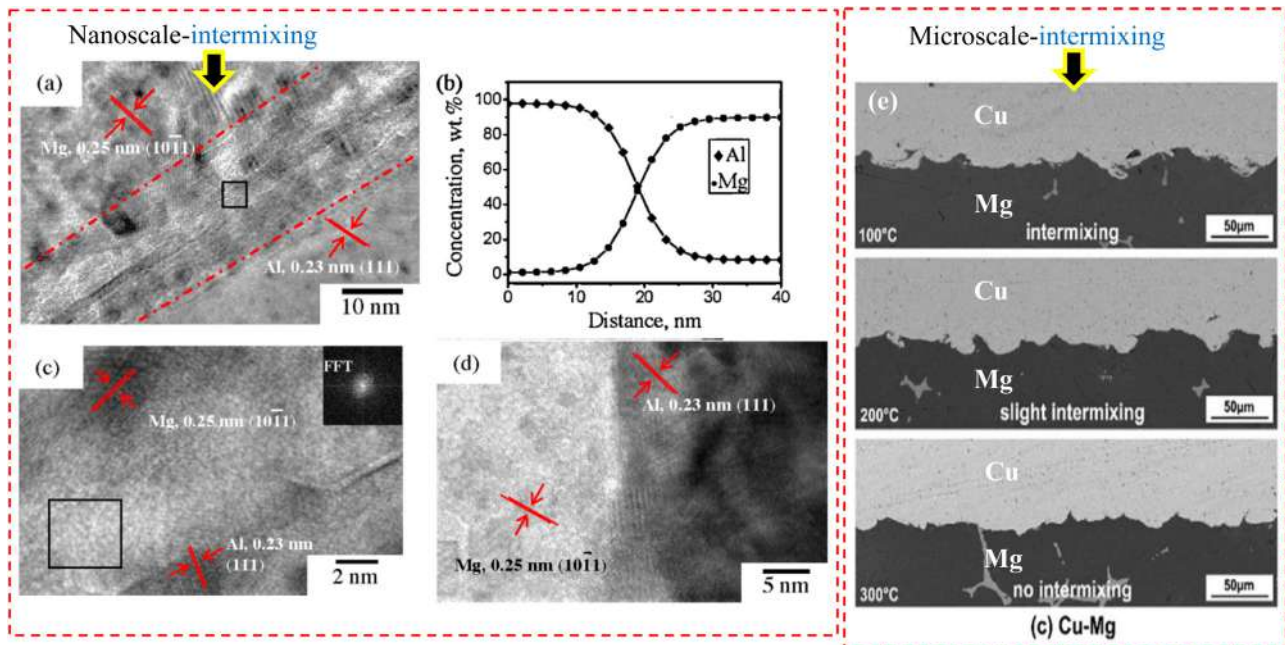 Nanoscale-intermixing
(a)
Mg, 0.25 nm (101̄1)
Al, 0.23 nm (111)
10 nm
(b)
Concentration, wt.%
100
80
60
40
20
0
Al
Mg
0 10 20 30 40
Distance, nm
(c)
FFT
Mg, 0.25 nm (101̄1)
Al, 0.23 nm
(111)
2 nm
(d)
Al, 0.23 nm (111)
Mg, 0.25 nm (101̄1)
5 nm
Microscale-intermixing
(e)
Cu
Mg
100°C
intermixing
50µm
Cu
Mg
200°C
slight intermixing
50µm
Cu
Mg
300°C
no intermixing
50µm
(c) Cu-Mg